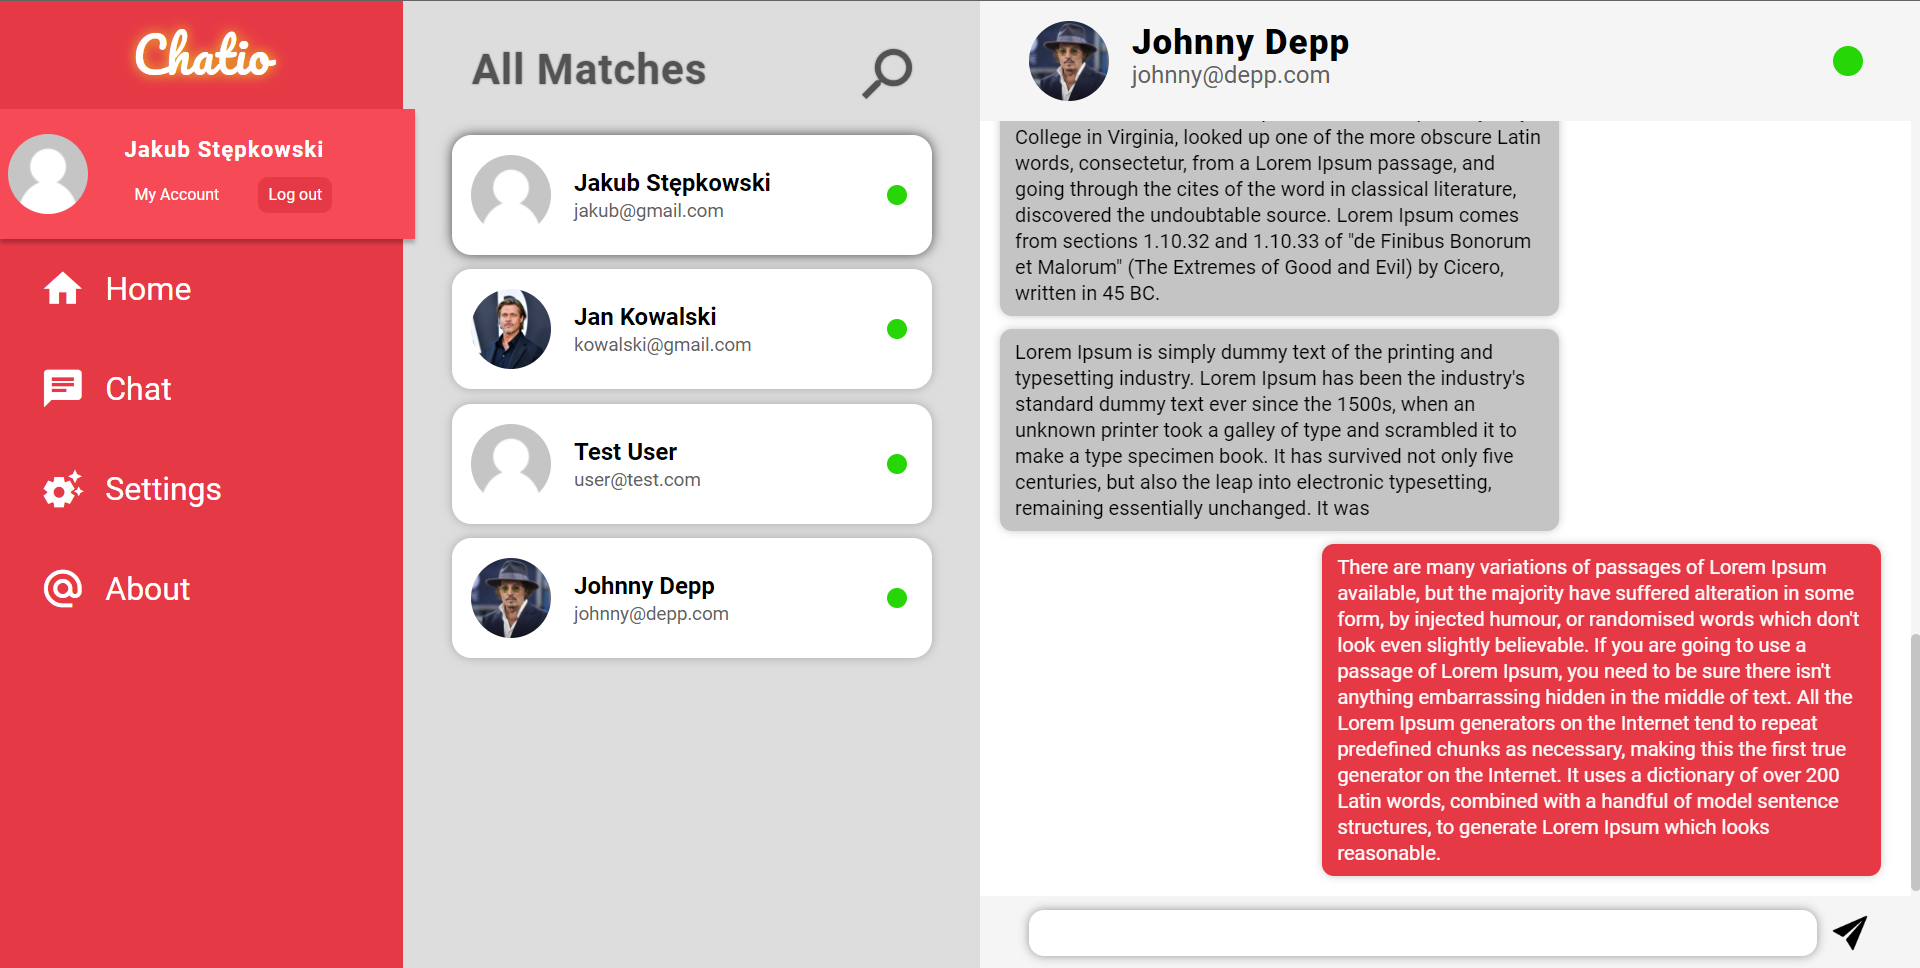 Chatio
Jakub Stępkowski
My Account
Log out
Home
Chat
Settings
About
All Matches
Jakub Stępkowski
jakub@gmail.com
Jan Kowalski
kowalski@gmail.com
Test User
user@test.com
Johnny Depp
johnny@depp.com
Johnny Depp
johnny@depp.com
College in Virginia, looked up one of the more obscure Latin
words, consectetur, from a Lorem Ipsum passage, and
going through the cites of the word in classical literature,
discovered the undoubtable source. Lorem Ipsum comes
from sections 1.10.32 and 1.10.33 of "de Finibus Bonorum
et Malorum" (The Extremes of Good and Evil) by Cicero,
written in 45 BC.
Lorem Ipsum is simply dummy text of the printing and
typesetting industry. Lorem Ipsum has been the industry's
standard dummy text ever since the 1500s, when an
unknown printer took a galley of type and scrambled it to
make a type specimen book. It has survived not only five
centuries, but also the leap into electronic typesetting,
remaining essentially unchanged. It was
There are many variations of passages of Lorem Ipsum
available, but the majority have suffered alteration in some
form, by injected humour, or randomised words which don't
look even slightly believable. If you are going to use a
passage of Lorem Ipsum, you need to be sure there isn't
anything embarrassing hidden in the middle of text. All the
Lorem Ipsum generators on the Internet tend to repeat
predefined chunks as necessary, making this the first true
generator on the Internet. It uses a dictionary of over 200
Latin words, combined with a handful of model sentence
structures, to generate Lorem Ipsum which looks
reasonable.